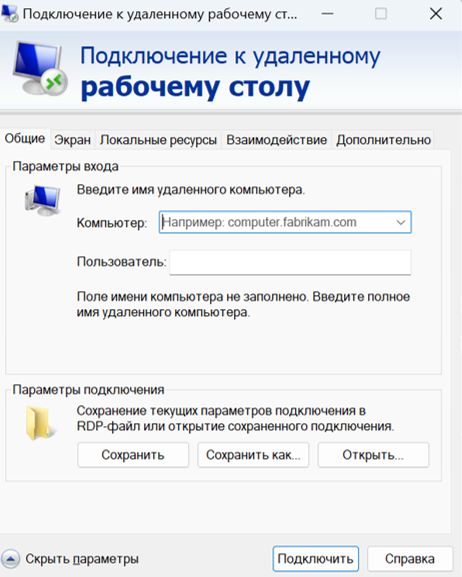 Подключение к удаленному рабочему ст...
Подключение к удаленному
рабочему столу
Общие Экран Локальные ресурсы Взаимодействие Дополнительно
Параметры входа
Введите имя удаленного компьютера.
Компьютер: Например: computer.fabrikam.com
Пользователь:
Поле имени компьютера не заполнено. Введите полное
имя удаленного компьютера.
Параметры подключения
Сохранение текущих параметров подключения в
RDP-файл или открытие сохраненного подключения.
Сохранить Сохранить как... Открыть...
Скрыть параметры Подключить Справка